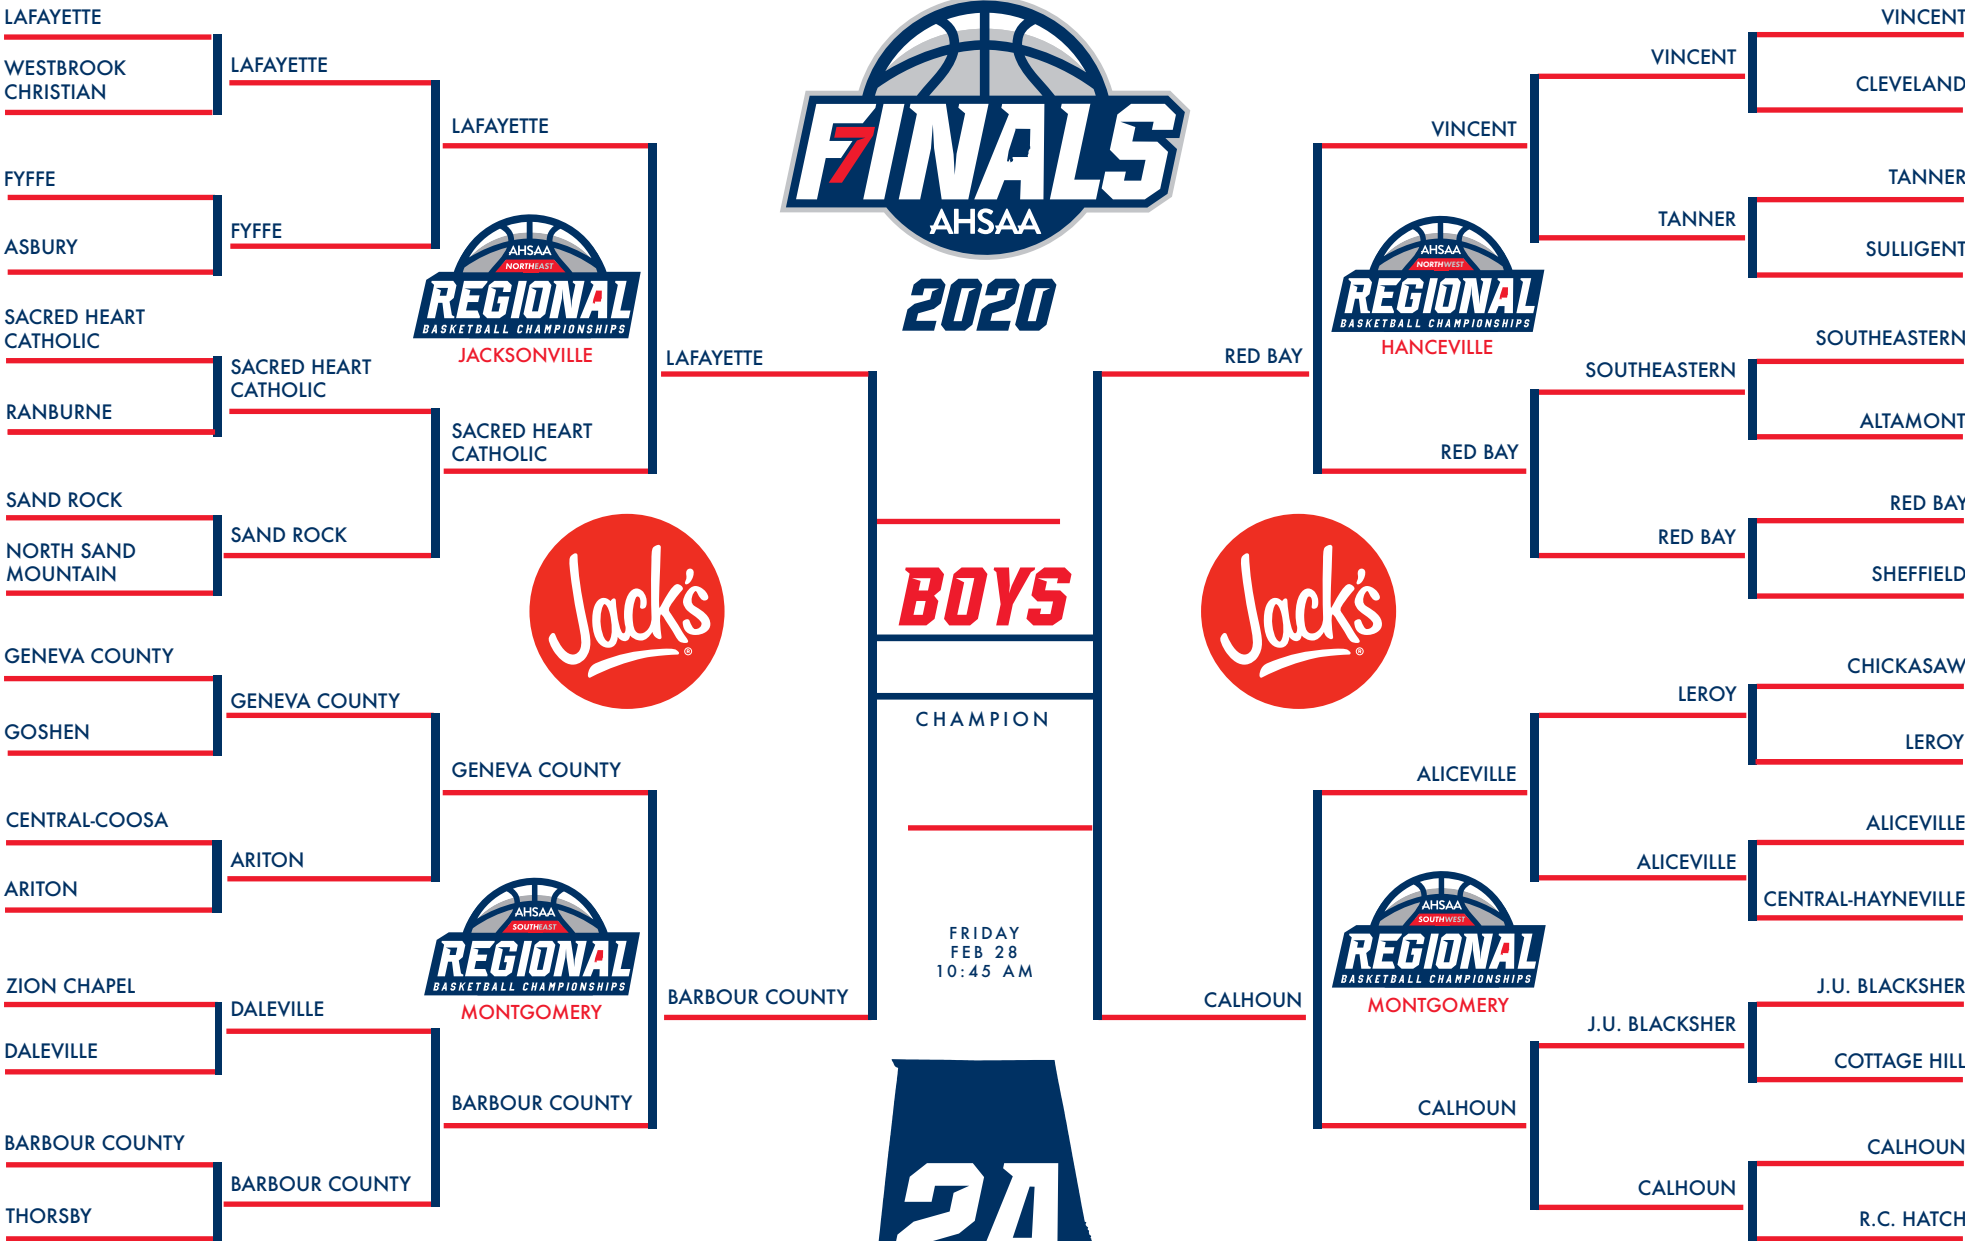 LAFAYETTE
WESTBROOK
CHRISTIAN
FYFFE
ASBURY
SACRED HEART
CATHOLIC
RANBURNE
SAND ROCK
NORTH SAND
MOUNTAIN
GENEVA COUNTY
GOSHEN
CENTRAL-COOSA
ARITON
ZION CHAPEL
DALEVILLE
BARBOUR COUNTY
THORSBY
LAFAYETTE
FYFFE
SACRED HEART
CATHOLIC
SAND ROCK
GENEVA COUNTY
ARITON
DALEVILLE
BARBOUR COUNTY
LAFAYETTE
AHSAA
NORTHEAST
REGIONAL
BASKETBALL CHAMPIONSHIPS
JACKSONVILLE
SACRED HEART
CATHOLIC
Jack's
®
GENEVA COUNTY
AHSAA
SOUTHEAST
REGIONAL
BASKETBALL CHAMPIONSHIPS
MONTGOMERY
BARBOUR COUNTY
LAFAYETTE
BARBOUR COUNTY
F7INALS
AHSAA
2020
BOYS
CHAMPION
FRIDAY
FEB 28
10:45 AM
2A
RED BAY
CALHOUN
VINCENT
AHSAA
NORTHWEST
REGIONAL
BASKETBALL CHAMPIONSHIPS
HANCEVILLE
RED BAY
Jack's
®
ALICEVILLE
AHSAA
SOUTHWEST
REGIONAL
BASKETBALL CHAMPIONSHIPS
MONTGOMERY
CALHOUN
VINCENT
TANNER
SOUTHEASTERN
RED BAY
LEROY
ALICEVILLE
J.U. BLACKSHER
CALHOUN
VINCENT
CLEVELAND
TANNER
SULLIGENT
SOUTHEASTERN
ALTAMONT
RED BAY
SHEFFIELD
CHICKASAW
LEROY
ALICEVILLE
CENTRAL-HAYNEVILLE
J.U. BLACKSHER
COTTAGE HILL
CALHOUN
R.C. HATCH